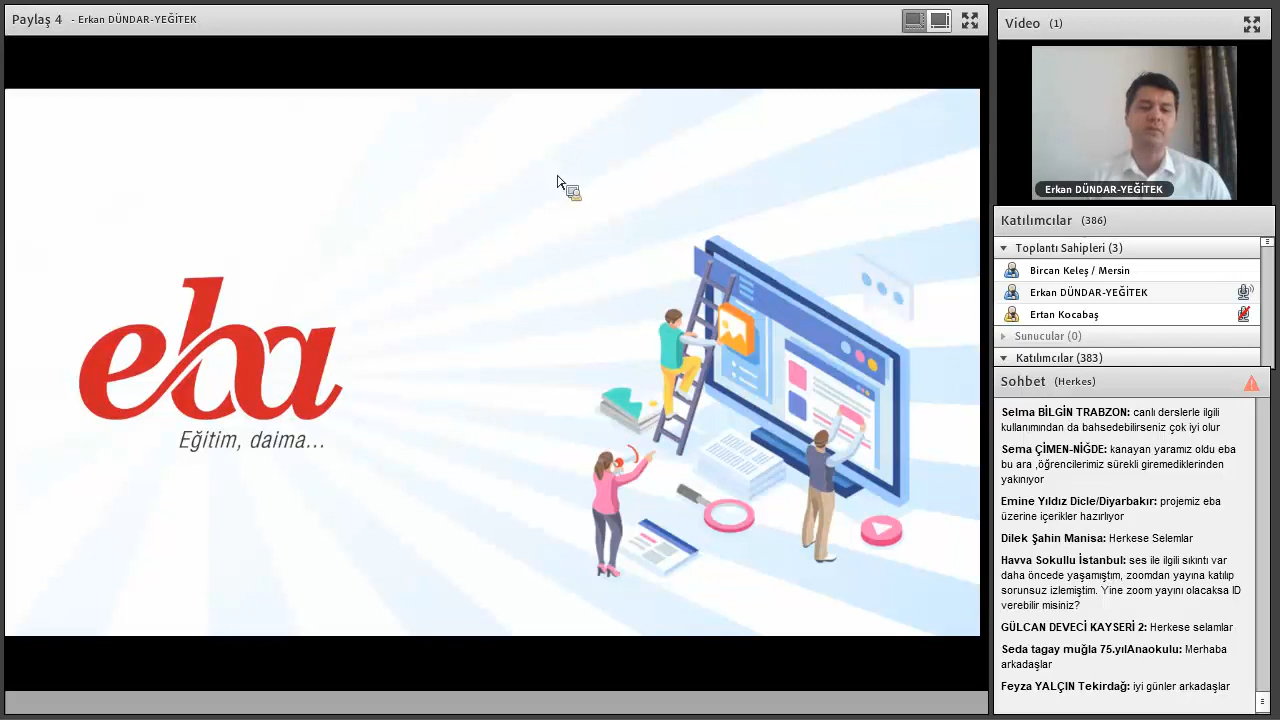 Paylaş 4 - Erkan DÜNDAR-YEĞİTEK
eba
Eğitim, daima...
Video (1)
Erkan DÜNDAR-YEĞİTEK
Katılımcılar (386)
Toplantı Sahipleri (3)
Bircan Keleş / Mersin
Erkan DÜNDAR-YEĞİTEK
Ertan Kocabaş
Sunucular (0)
Katılımcılar (383)
Sohbet (Herkes)
Selma BİLGİN TRABZON: canlı derslerle ilgili
kullanımından da bahsedebilirseniz çok iyi olur
Sema ÇİMEN-NİĞDE: kanayan yaramız oldu eba
bu ara ,öğrencilerimiz sürekli giremediklerinden
yakınıyor
Emine Yıldız Dicle/Diyarbakır: projemiz eba
üzerine içerikler hazırlıyor
Dilek Şahin Manisa: Herkese Selemlar
Havva Sokullu İstanbul: ses ile ilgili sıkıntı var
daha öncede yaşamıştım, zoomdan yayına katılıp
sorunsuz izlemiştim. Yine zoom yayını olacaksa ID
verebilir misiniz?
GÜLCAN DEVECİ KAYSERİ 2: Herkese selamlar
Seda tagay muğla 75.yılAnaokulu: Merhaba
arkadaşlar
Feyza YALÇIN Tekirdağ: iyi günler arkadaşlar